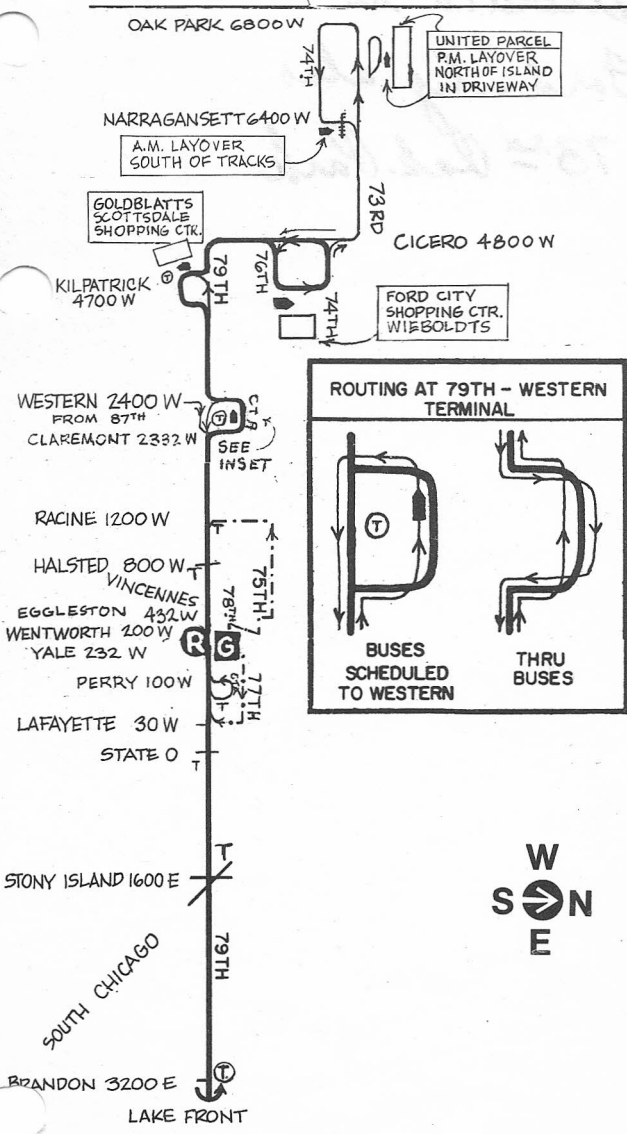 OAK PARK 6800 W
74TH
UNITED PARCEL
P.M. LAYOVER
NORTH OF ISLAND
IN DRIVEWAY
NARRAGANSETT 6400 W
A.M. LAYOVER
SOUTH OF TRACKS
73RD
GOLDBLATTS
SCOTTSDALE
SHOPPING CTR.
CICERO 4800 W
79TH
76TH
74TH
T
KILPATRICK
4700 W
FORD CITY
SHOPPING CTR.
WIEBOLDTS
WESTERN 2400 W
FROM 87TH
CLAREMONT 2332 W
T
C.T.A.
SEE
INSET
ROUTING AT 79TH - WESTERN
TERMINAL
T
BUSES
SCHEDULED
TO WESTERN
THRU
BUSES
RACINE 1200 W
T
HALSTED 800 W
T
VINCENNES
75TH
78TH
EGGLESTON 432 W
WENTWORTH 200 W
YALE 232 W
R
G
PERRY 100 W
77TH
T
LAFAYETTE 30 W
STATE 0
T
T
STONY ISLAND 1600 E
79TH
SOUTH CHICAGO
W
S N
E
BRANDON 3200 E
T
LAKE FRONT